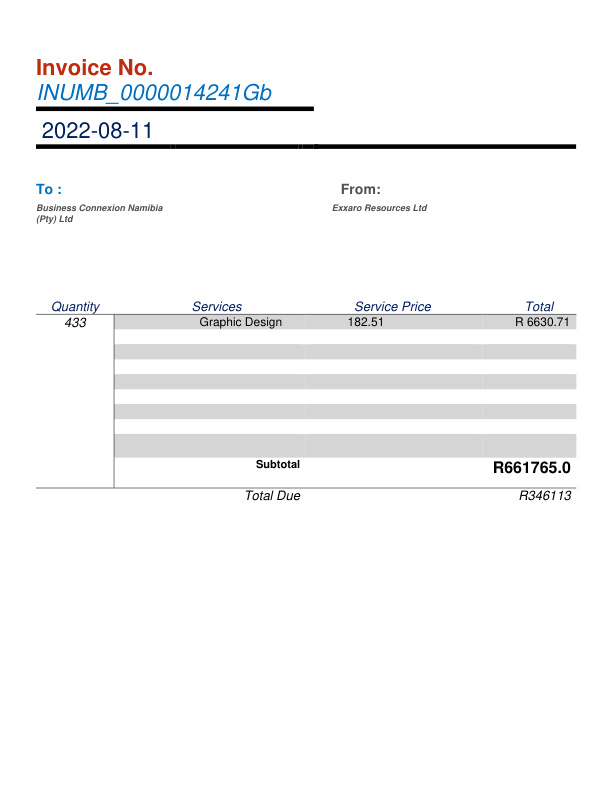 Invoice No.
INUMB_0000014241Gb
2022-08-11
To :
Business Connexion Namibia
(Pty) Ltd
From:
Exxaro Resources Ltd
Quantity Services Service Price Total
433 Graphic Design 182.51 R 6630.71
Subtotal R661765.0
Total Due R346113